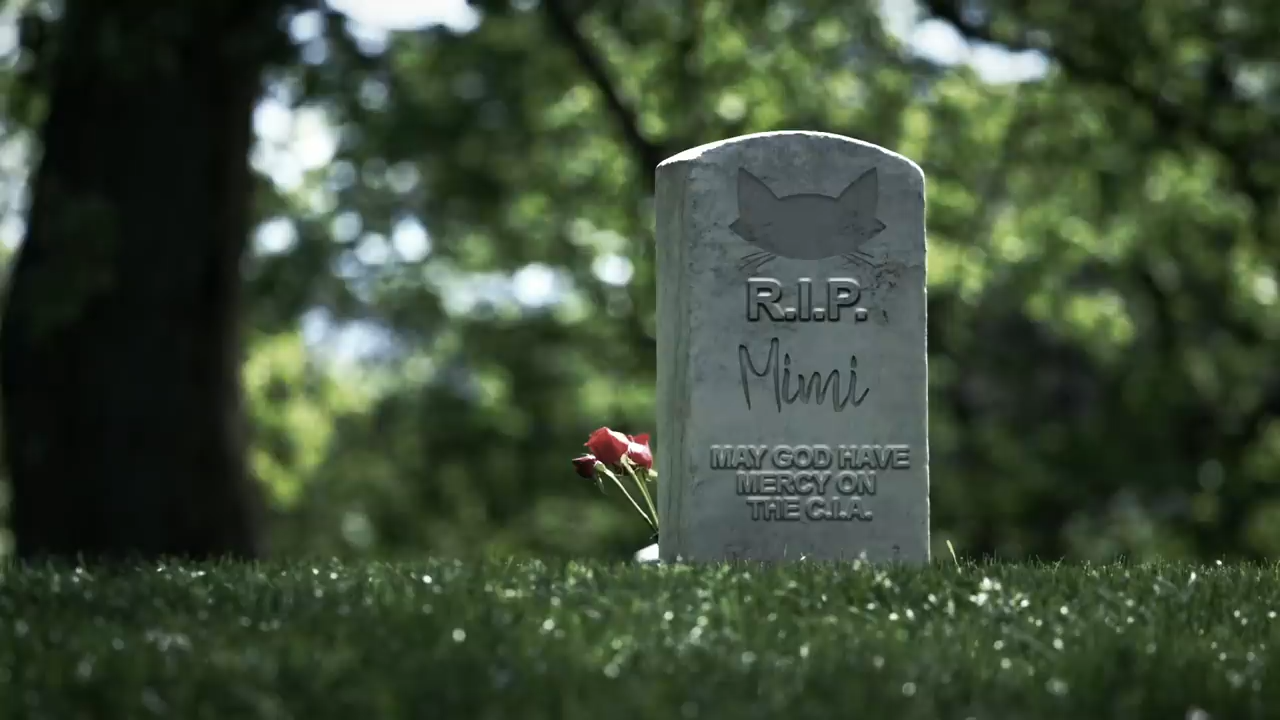 R.I.P.
Mimi
MAY GOD HAVE
MERCY ON
THE C.I.A.